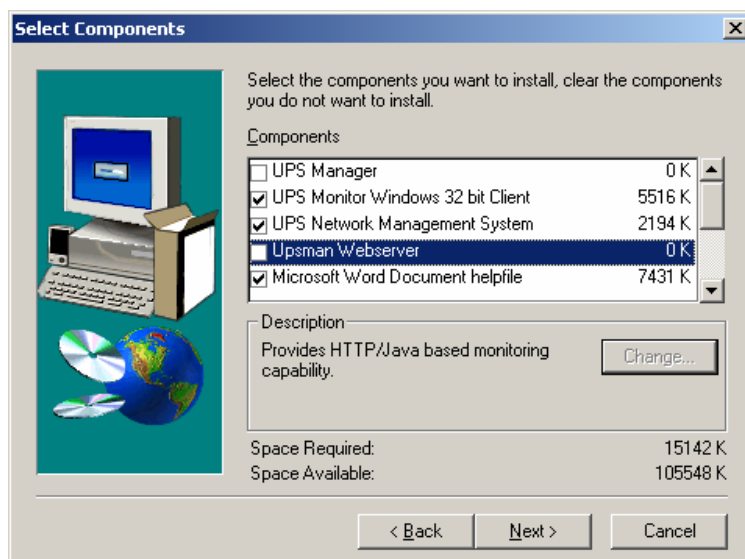 Select Components
Select the components you want to install, clear the components
you do not want to install.
Components
UPS Manager 0 K
UPS Monitor Windows 32 bit Client 5516 K
UPS Network Management System 2194 K
Upsman Webserver 0 K
Microsoft Word Document helpfile 7431 K
Description
Provides HTTP/Java based monitoring
capability.
Change...
Space Required: 15142 K
Space Available: 105548 K
< Back Next > Cancel